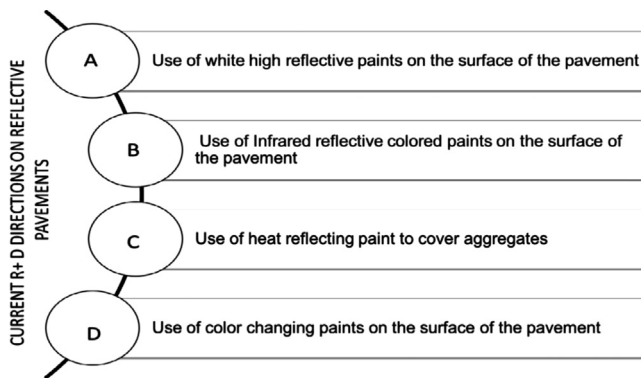 CURRENT R+ D DIRECTIONS ON REFLECTIVE
PAVEMENTS
A
Use of white high reflective paints on the surface of the pavement
B
Use of Infrared reflective colored paints on the surface of
the pavement
C
Use of heat reflecting paint to cover aggregates
D
Use of color changing paints on the surface of the pavement